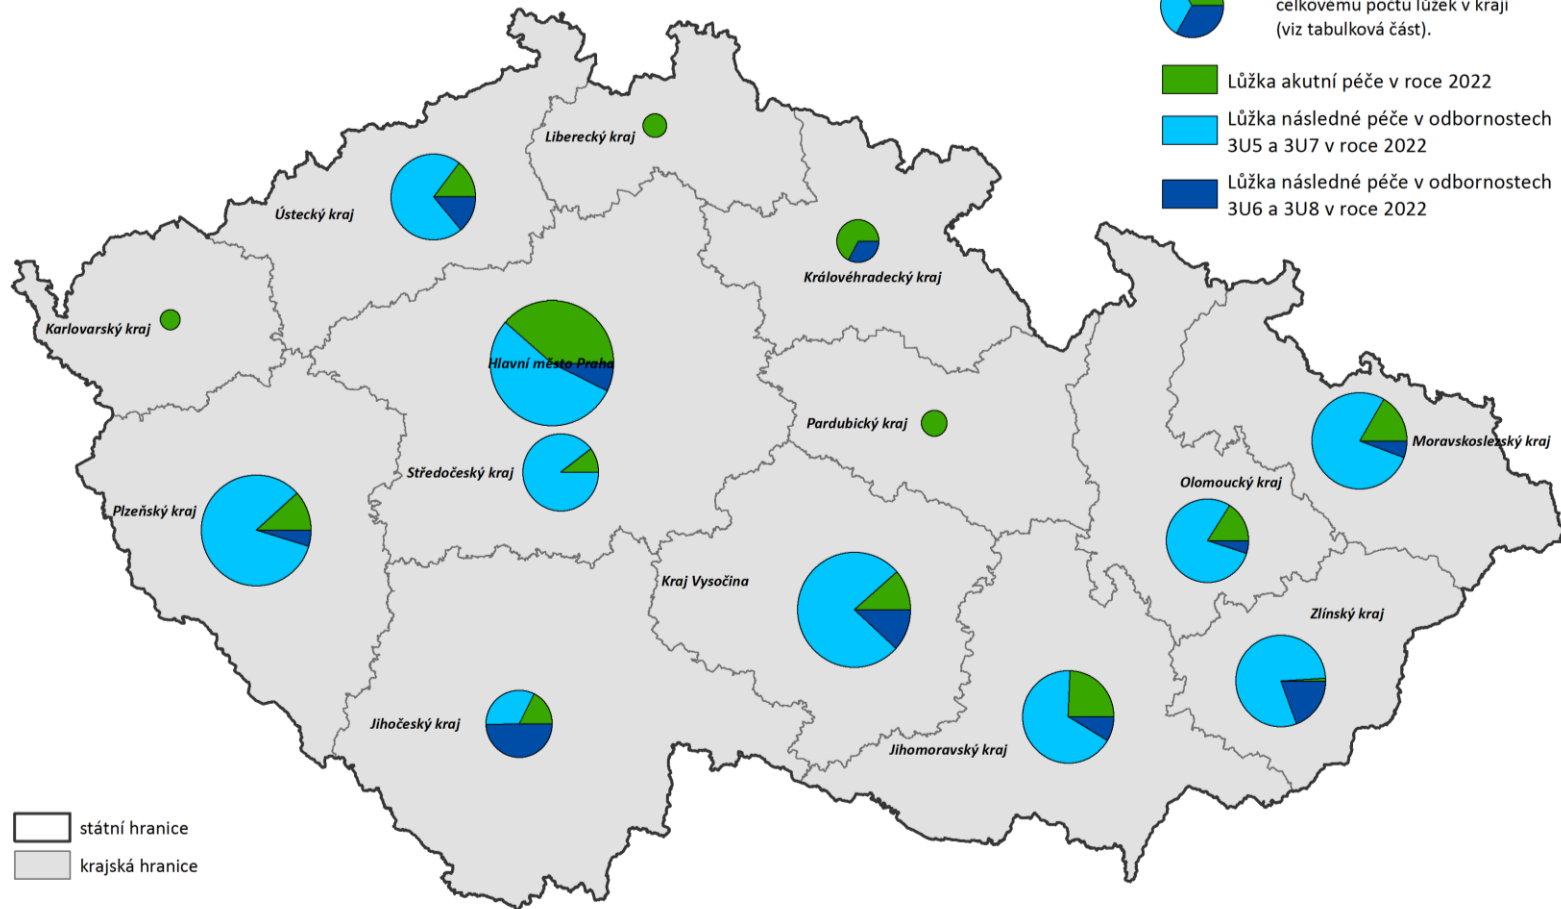 celkovému počtu lůžek v kraji
(viz tabulková část).
Lůžka akutní péče v roce 2022
Lůžka následné péče v odbornostech
3U5 a 3U7 v roce 2022
Lůžka následné péče v odbornostech
3U6 a 3U8 v roce 2022
Liberecký kraj
Ústecký kraj
Královéhradecký kraj
Karlovarský kraj
Hlavní město Praha
Pardubický kraj
Moravskoslezský kraj
Středočeský kraj
Olomoucký kraj
Plzeňský kraj
Kraj Vysočina
Zlínský kraj
Jihočeský kraj
Jihomoravský kraj
státní hranice
krajská hranice